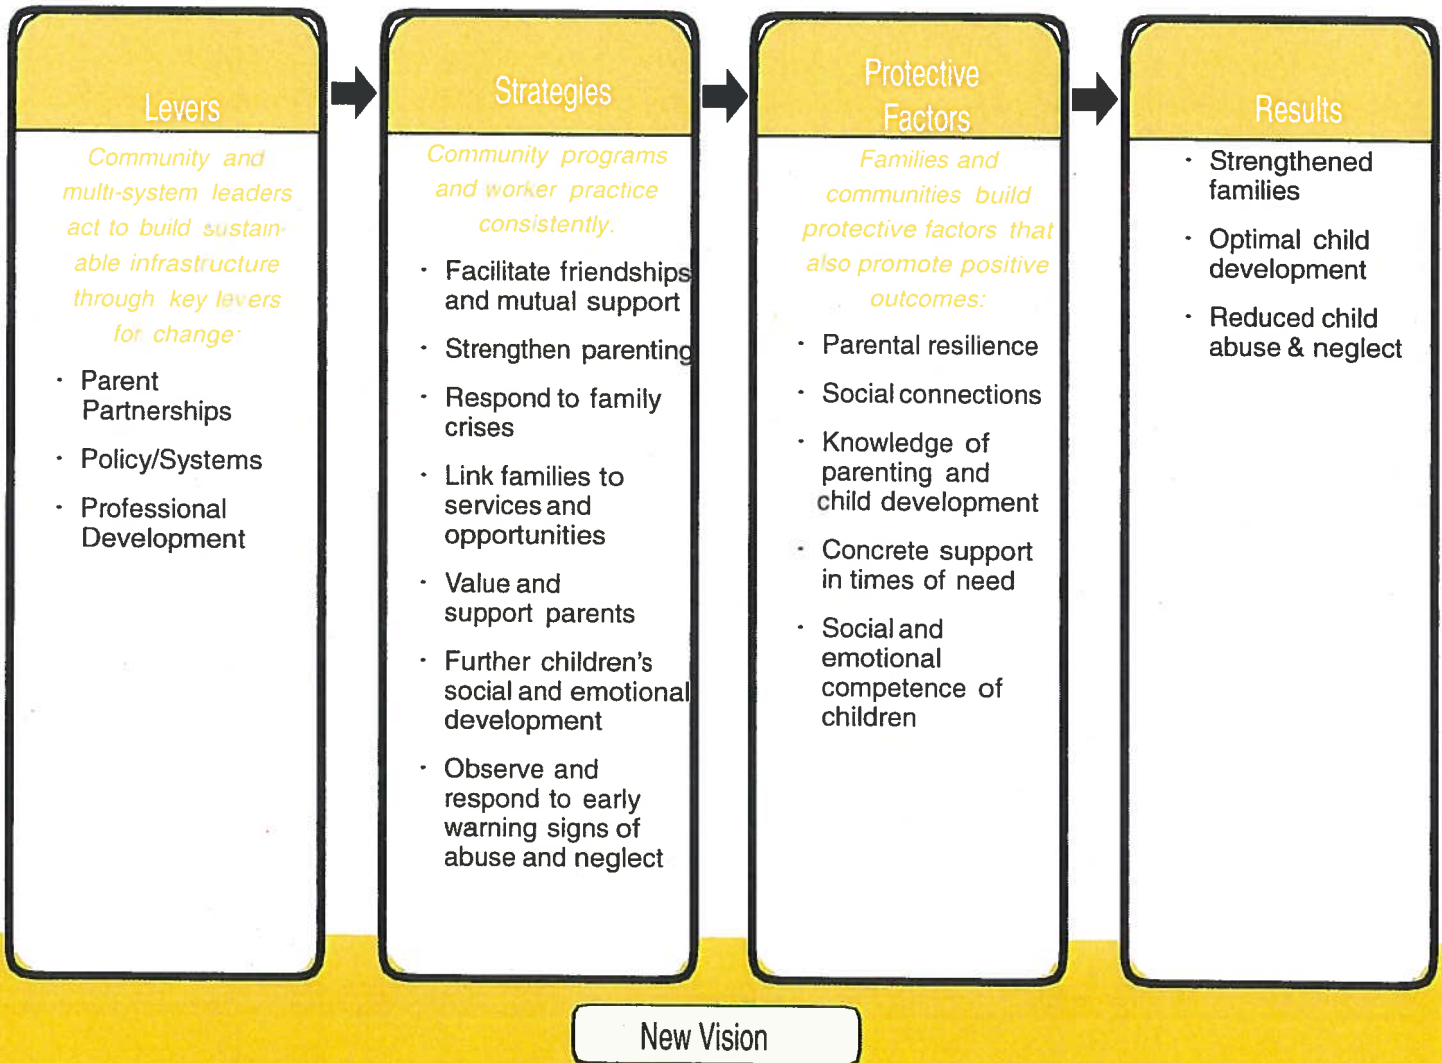 Levers
Community and
multi-system leaders
act to build sustain-
able infrastructure
through key levers
for change:
· Parent
Partnerships
· Policy/Systems
· Professional
Development
Strategies
Community programs
and worker practice
consistently.
· Facilitate friendships
and mutual support
· Strengthen parenting
· Respond to family
crises
· Link families to
services and
opportunities
· Value and
support parents
· Further children's
social and emotional
development
· Observe and
respond to early
warning signs of
abuse and neglect
Protective
Factors
Families and
communities build
protective factors that
also promote positive
outcomes:
· Parental resilience
· Social connections
· Knowledge of
parenting and
child development
· Concrete support
in times of need
· Social and
emotional
competence of
children
Results
· Strengthened
families
· Optimal child
development
· Reduced child
abuse & neglect
New Vision